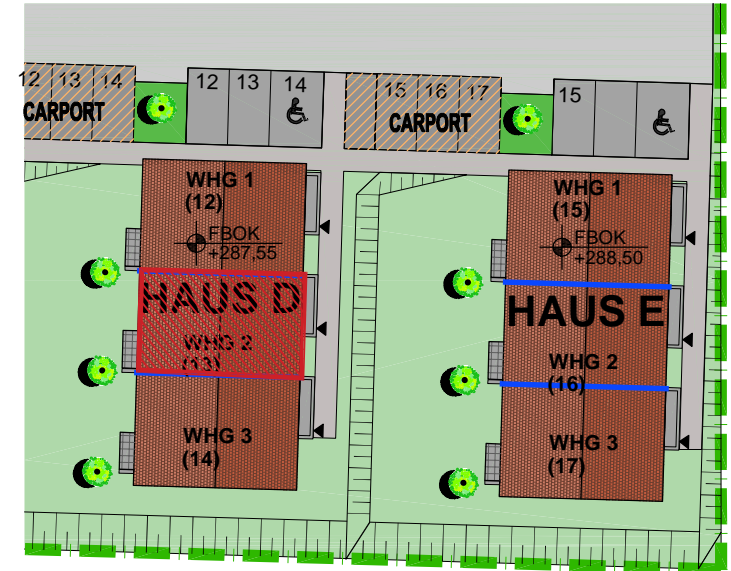 12 13 14
CARPORT
12 13 14
15 16 17
CARPORT
15
WHG 1
(12)
FBOK
+287,55
HAUS D
WHG 2
(13)
WHG 3
(14)
WHG 1
(15)
FBOK
+288,50
HAUS E
WHG 2
(16)
WHG 3
(17)